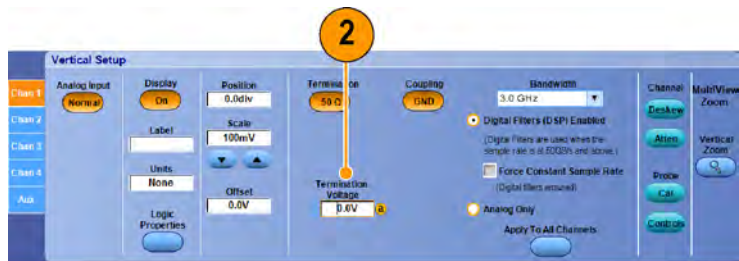 2
Vertical Setup
Chan 1
Chan 2
Chan 3
Chan 4
Aux
Analog Input
Normal
Display
On
Label
Units
None
Logic
Properties
Position
0.0div
Scale
100mV
Offset
0.0V
Termination
50 Ω
Termination
Voltage
0.0V
a
Coupling
GND
Bandwidth
3.0 GHz
Digital Filters (DSP) Enabled
(Digital Filters are used when the
sample rate is at 50GS/s and above.)
Force Constant Sample Rate
(Digital filters ensured)
Analog Only
Apply To All Channels
Channel
Deskew
Atten
Probe
Cal
Controls
MultiView
Zoom
Vertical
Zoom